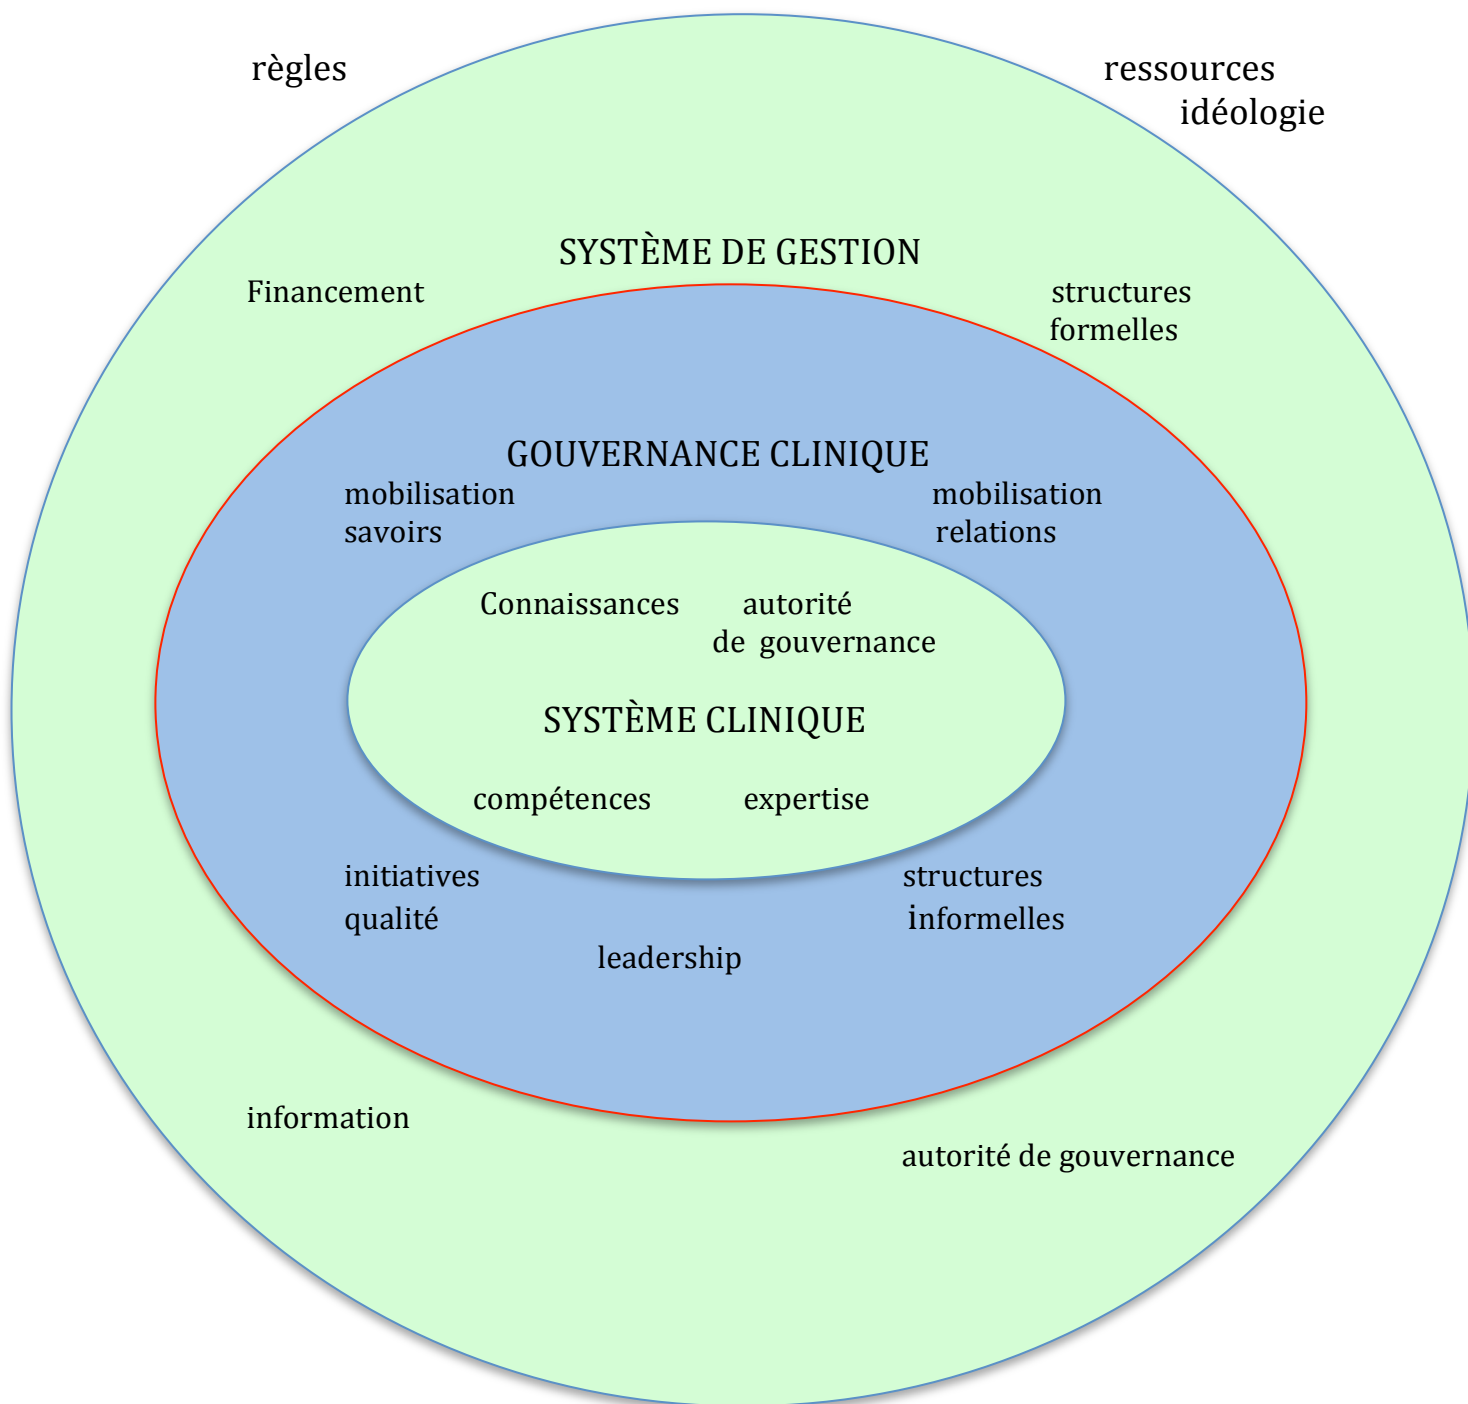 règles
ressources
idéologie
SYSTÈME DE GESTION
Financement
structures
formelles
GOUVERNANCE CLINIQUE
mobilisation
savoirs
mobilisation
relations
Connaissances
autorité
de gouvernance
SYSTÈME CLINIQUE
compétences
expertise
initiatives
qualité
structures
informelles
leadership
information
autorité de gouvernance